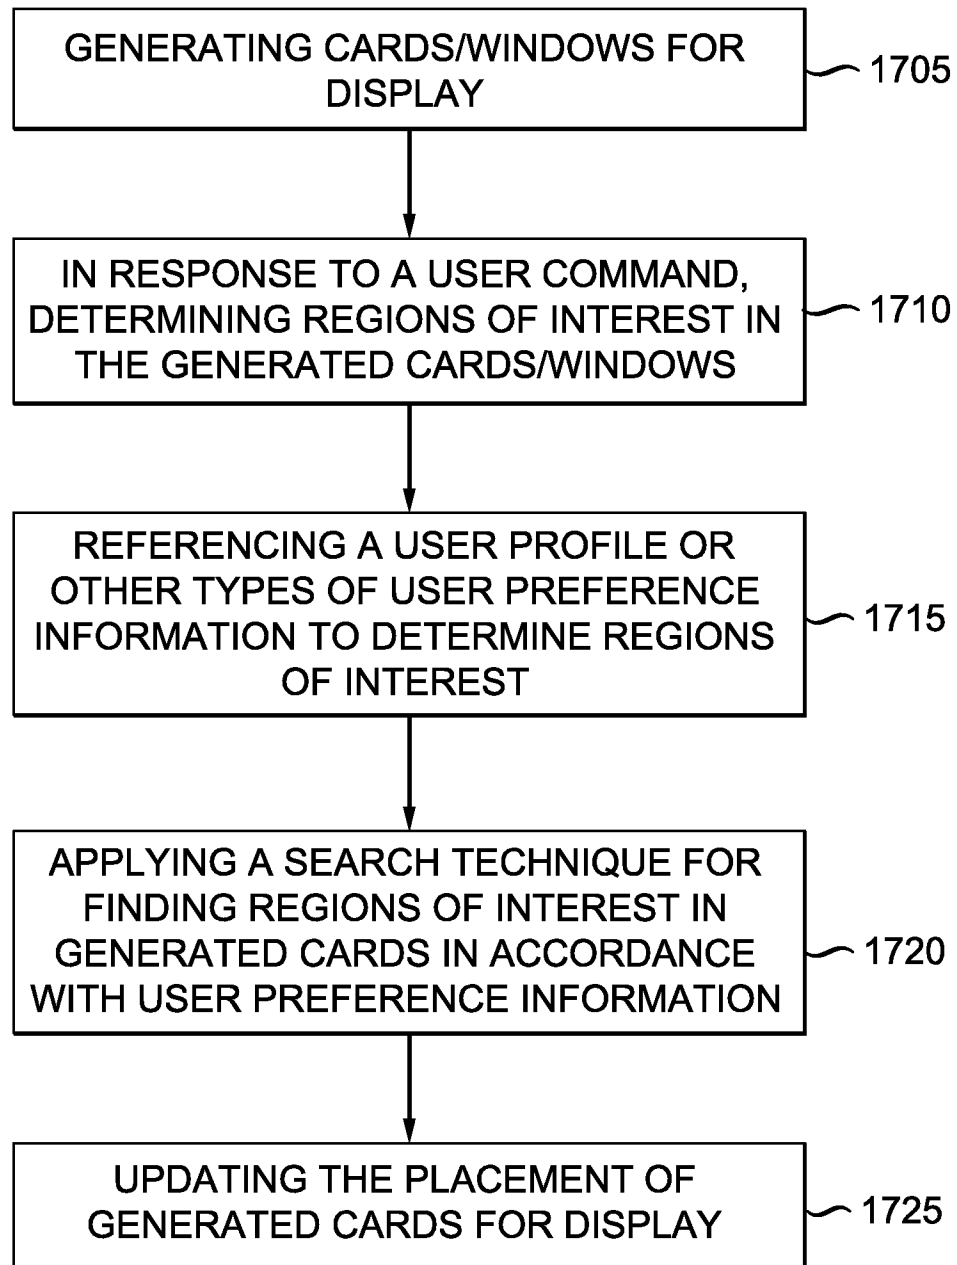 GENERATING CARDS/WINDOWS FOR
DISPLAY
1705
IN RESPONSE TO A USER COMMAND,
DETERMINING REGIONS OF INTEREST IN
THE GENERATED CARDS/WINDOWS
1710
REFERENCING A USER PROFILE OR
OTHER TYPES OF USER PREFERENCE
INFORMATION TO DETERMINE REGIONS
OF INTEREST
1715
APPLYING A SEARCH TECHNIQUE FOR
FINDING REGIONS OF INTEREST IN
GENERATED CARDS IN ACCORDANCE
WITH USER PREFERENCE INFORMATION
1720
UPDATING THE PLACEMENT OF
GENERATED CARDS FOR DISPLAY
1725